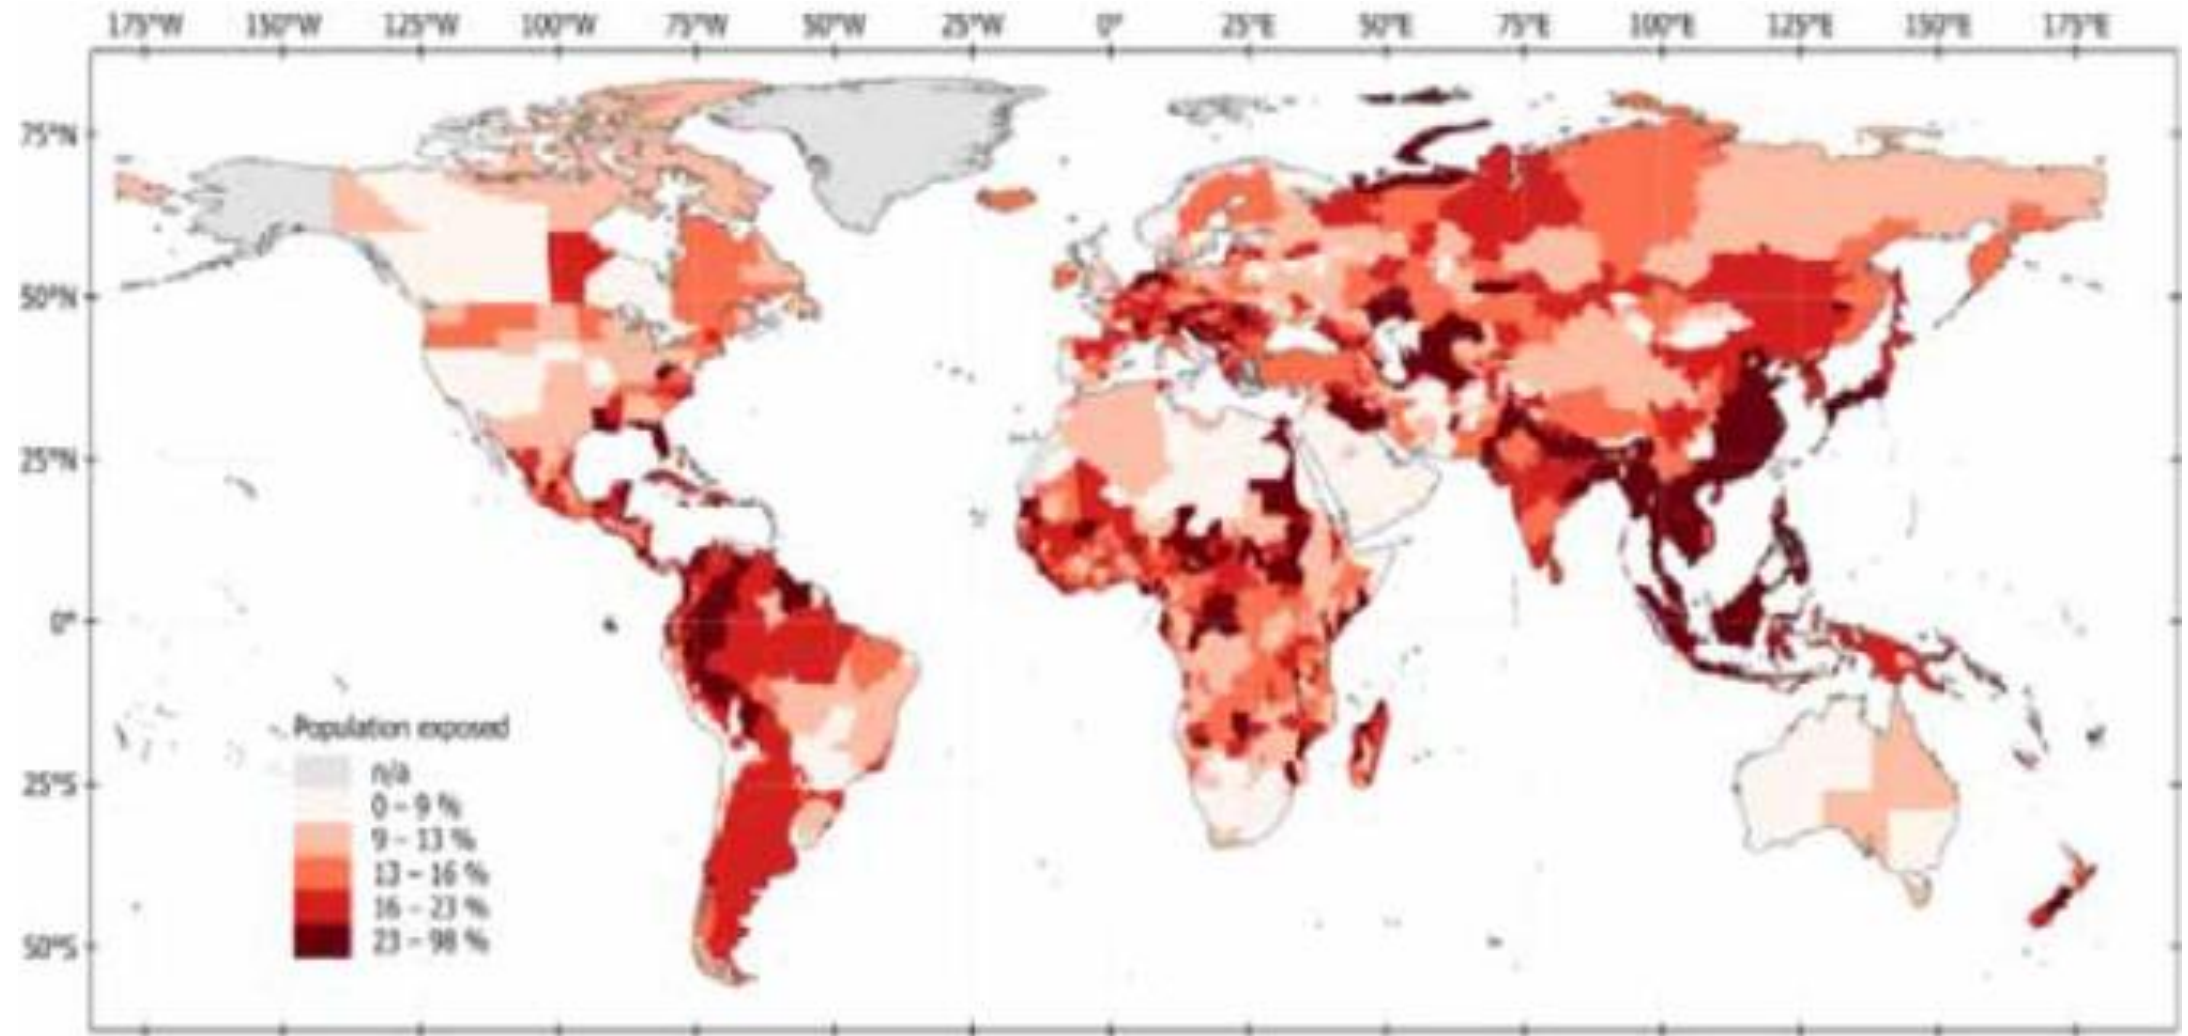 175°W 150°W 125°W 100°W 75°W 50°W 25°W 0° 25°E 50°E 75°E 100°E 125°E 150°E 175°E
75°N
50°N
25°N
0°
25°S
50°S
Population exposed
n/a
0 – 9 %
9 – 13 %
13 – 16 %
16 – 23 %
23 – 98 %